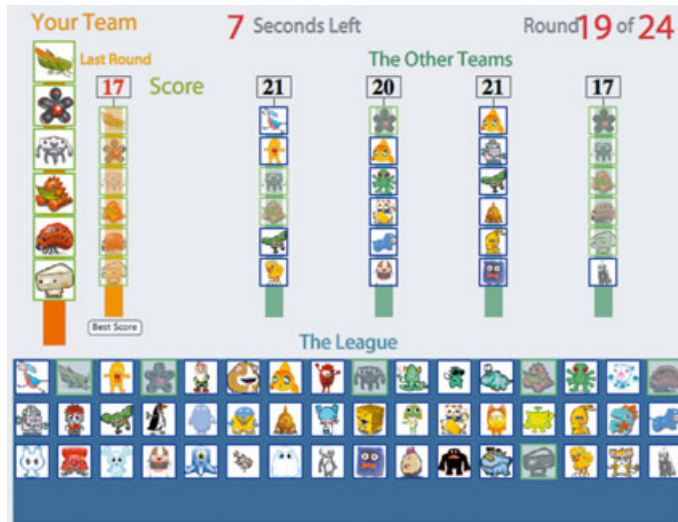 Your Team
7 Seconds Left
Round 19 of 24
Last Round
The Other Teams
17 Score 21 20 21 17
Best Score
The League